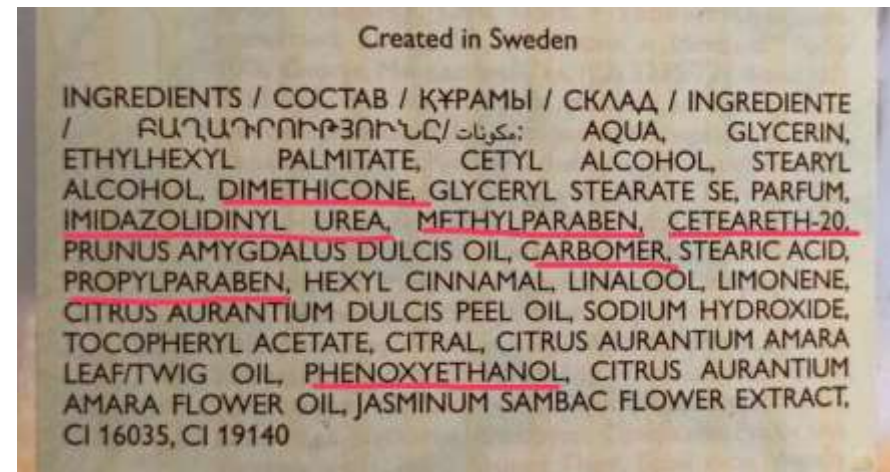 Created in Sweden
INGREDIENTS / СОСТАВ / ҚҰРАМЫ / СКЛАД / INGREDIENTE
/ ԲԱՂԱԴՐՈՒԹՅՈՒՆԸ/ مكونات: AQUA, GLYCERIN,
ETHYLHEXYL PALMITATE, CETYL ALCOHOL, STEARYL
ALCOHOL, DIMETHICONE, GLYCERYL STEARATE SE, PARFUM,
IMIDAZOLIDINYL UREA, METHYLPARABEN, CETEARETH-20,
PRUNUS AMYGDALUS DULCIS OIL, CARBOMER, STEARIC ACID,
PROPYLPARABEN, HEXYL CINNAMAL, LINALOOL, LIMONENE,
CITRUS AURANTIUM DULCIS PEEL OIL, SODIUM HYDROXIDE,
TOCOPHERYL ACETATE, CITRAL, CITRUS AURANTIUM AMARA
LEAF/TWIG OIL, PHENOXYETHANOL, CITRUS AURANTIUM
AMARA FLOWER OIL, JASMINUM SAMBAC FLOWER EXTRACT,
CI 16035, CI 19140